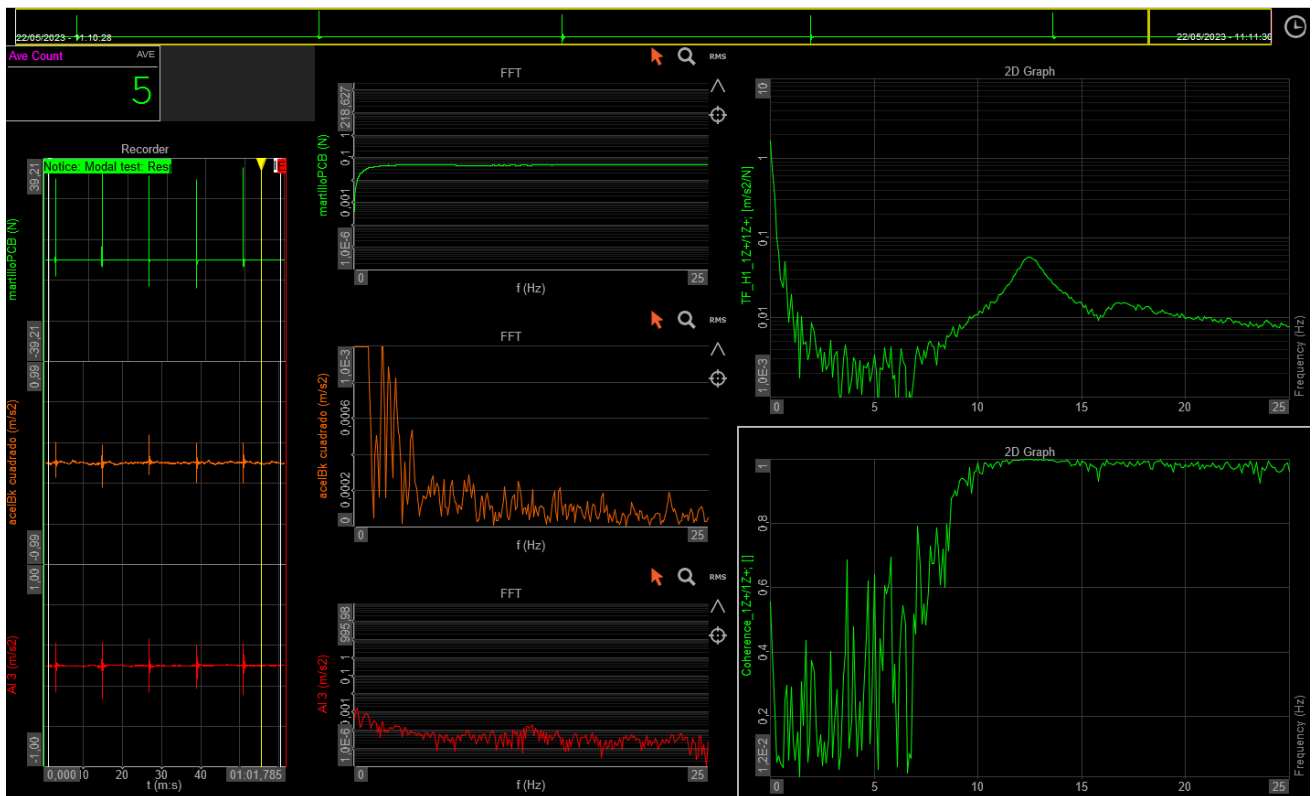 22/05/2023 - 11:10:28
22/05/2023 - 11:11:30
Ave Count AVE
5
Recorder
Notice: Modal test: Res
39,21
martilloPCB (N)
-39,21
0,99
acelBk cuadrado (m/s2)
-0,99
1,00
AI 3 (m/s2)
-1,00
0,000 10 20 30 40 01:01,785
t (m:s)
RMS
FFT
218,627
martilloPCB (N)
1
0,1
0,001
1,0E-6
0 25
f (Hz)
RMS
FFT
1,0E-3
acelBk cuadrado (m/s2)
0,0006
0,0002
0
0 25
f (Hz)
RMS
FFT
995,98
AI 3 (m/s2)
1
0,1
0,001
1,0E-6
0 25
f (Hz)
2D Graph
10
1
TF_H1_1Z+/1Z+; [m/s2/N]
0,1
0,01
1,0E-3
0 5 10 15 20 25
Frequency (Hz)
2D Graph
1
0,8
Coherence_1Z+/1Z+; []
0,6
0,4
0,2
1,2E-2
0 5 10 15 20 25
Frequency (Hz)